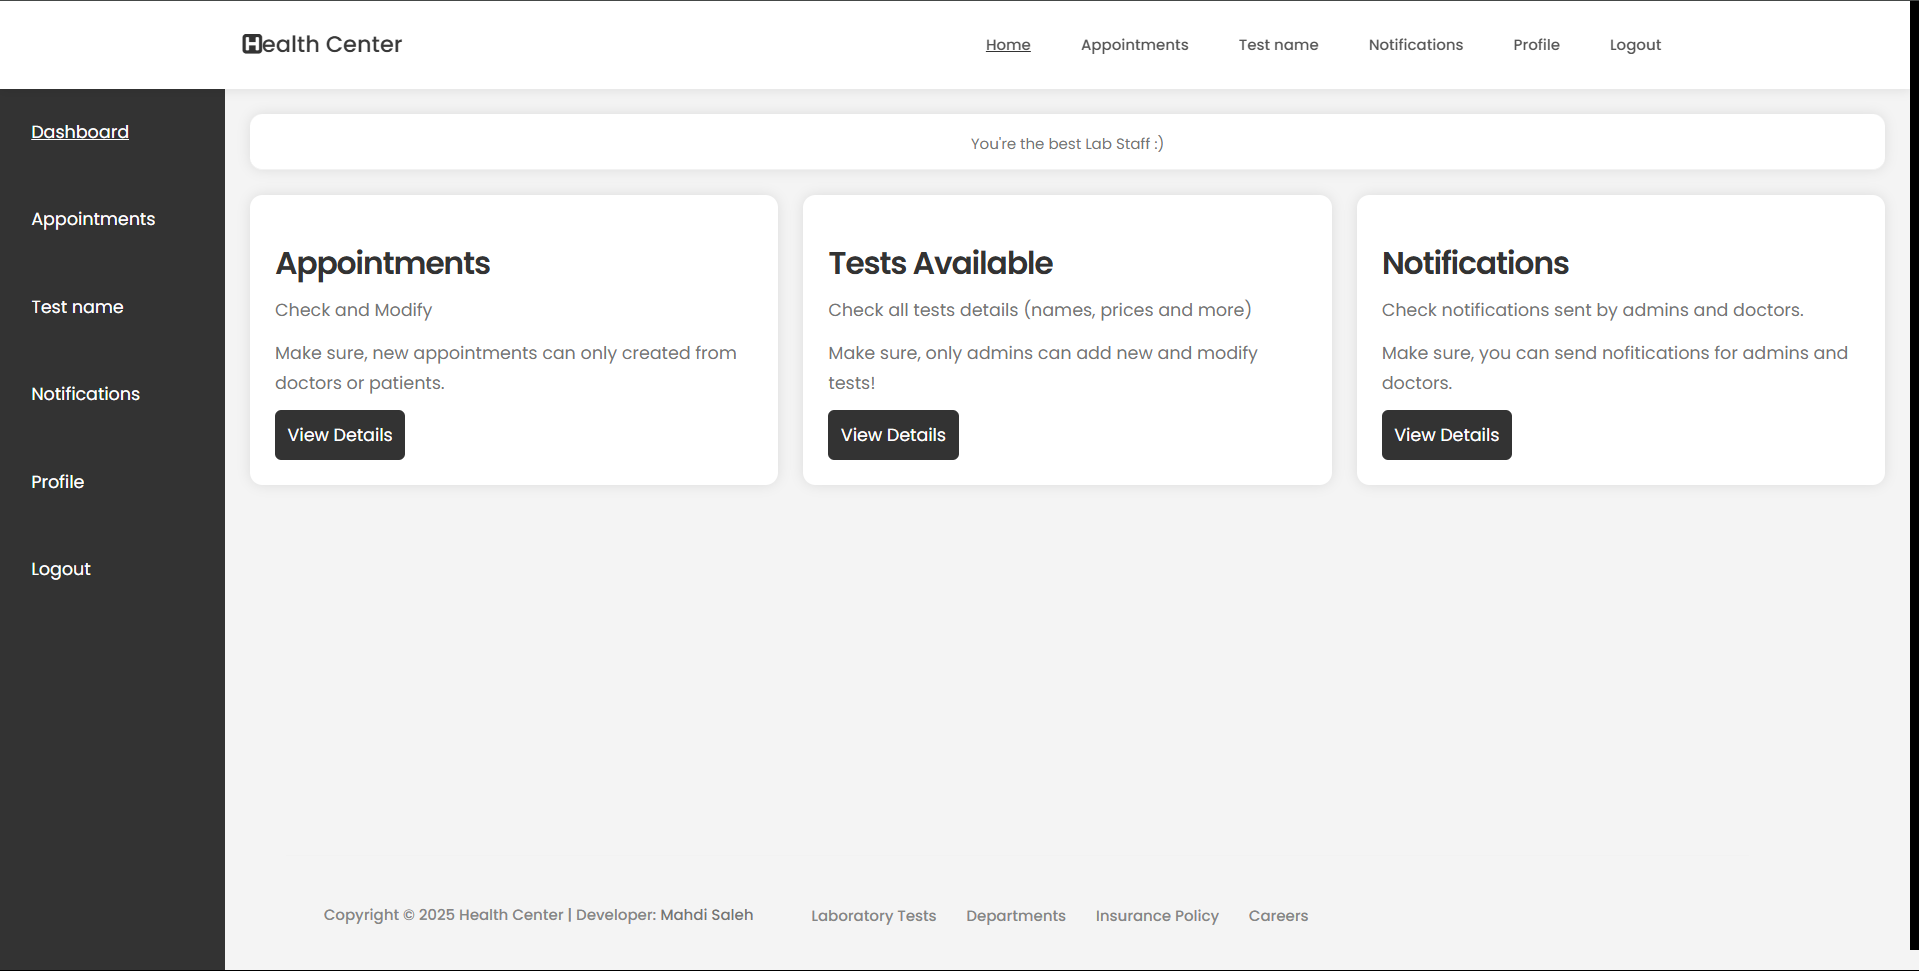 Health Center
Home Appointments Test name Notifications Profile Logout
Dashboard
Appointments
Test name
Notifications
Profile
Logout
You're the best Lab Staff :)
Appointments
Check and Modify
Make sure, new appointments can only created from
doctors or patients.
View Details
Tests Available
Check all tests details (names, prices and more)
Make sure, only admins can add new and modify
tests!
View Details
Notifications
Check notifications sent by admins and doctors.
Make sure, you can send nofitications for admins and
doctors.
View Details
Copyright © 2025 Health Center | Developer: Mahdi Saleh
Laboratory Tests Departments Insurance Policy Careers